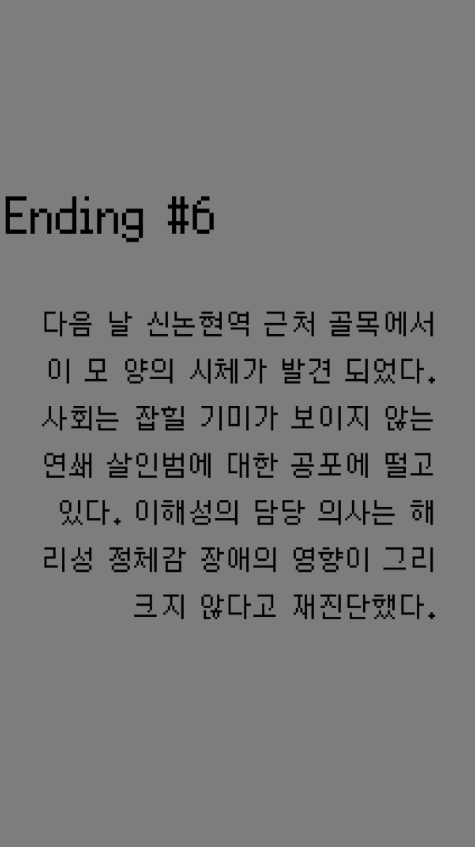 Ending #6
다음 날 신논현역 근처 골목에서
이 모 양의 시체가 발견 되었다.
사회는 잡힐 기미가 보이지 않는
연쇄 살인범에 대한 공포에 떨고
있다. 이해성의 담당 의사는 해
리성 정체감 장애의 영향이 그리
크지 않다고 재진단했다.